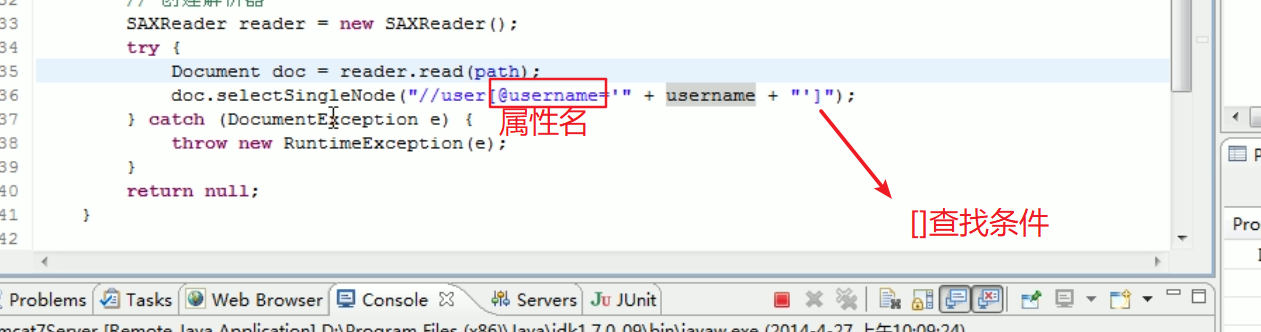 // 创建解析器
33 SAXReader reader = new SAXReader();
34 try {
35 Document doc = reader.read(path);
36 doc.selectSingleNode("//user[@username='" + username + "']");
37 } catch (DocumentException e) {
属性名
38 throw new RuntimeException(e);
39 }
40 return null;
41 }
[]查找条件
42
Pro
Problems Tasks Web Browser Console Servers JUnit
mcat7Server [Remote Java Application] D:\Program Files (x86)\Java\jdk1.7.0_09\bin\javaw.exe (2014-4-27 上午10:09:24)